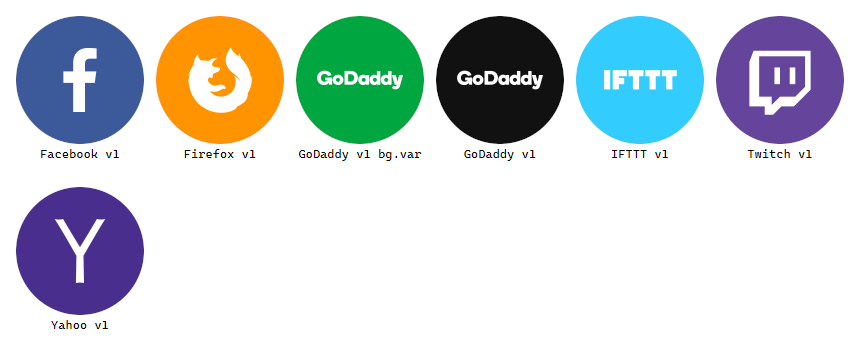 GoDaddy GoDaddy IFTTT
Facebook v1 Firefox v1 GoDaddy v1 bg.var GoDaddy v1 IFTTT v1 Twitch v1
Y
Yahoo v1